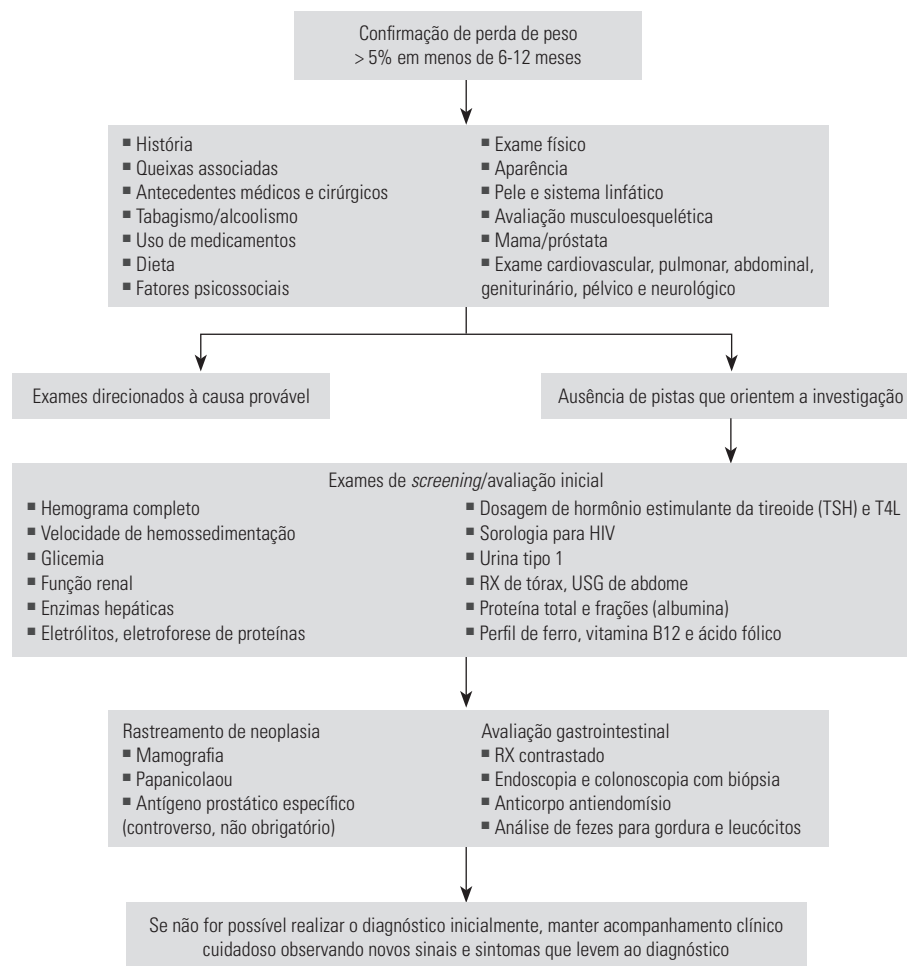 Confirmação de perda de peso
> 5% em menos de 6-12 meses
■ História
■ Queixas associadas
■ Antecedentes médicos e cirúrgicos
■ Tabagismo/alcoolismo
■ Uso de medicamentos
■ Dieta
■ Fatores psicossociais
■ Exame físico
■ Aparência
■ Pele e sistema linfático
■ Avaliação musculoesquelética
■ Mama/próstata
■ Exame cardiovascular, pulmonar, abdominal,
geniturinário, pélvico e neurológico
Exames direcionados à causa provável
Ausência de pistas que orientem a investigação
Exames de screening/avaliação inicial
■ Hemograma completo
■ Velocidade de hemossedimentação
■ Glicemia
■ Função renal
■ Enzimas hepáticas
■ Eletrólitos, eletroforese de proteínas
■ Dosagem de hormônio estimulante da tireoide (TSH) e T4L
■ Sorologia para HIV
■ Urina tipo 1
■ RX de tórax, USG de abdome
■ Proteína total e frações (albumina)
■ Perfil de ferro, vitamina B12 e ácido fólico
Rastreamento de neoplasia
■ Mamografia
■ Papanicolaou
■ Antígeno prostático específico
(controverso, não obrigatório)
Avaliação gastrointestinal
■ RX contrastado
■ Endoscopia e colonoscopia com biópsia
■ Anticorpo antiendomísio
■ Análise de fezes para gordura e leucócitos
Se não for possível realizar o diagnóstico inicialmente, manter acompanhamento clínico
cuidadoso observando novos sinais e sintomas que levem ao diagnóstico